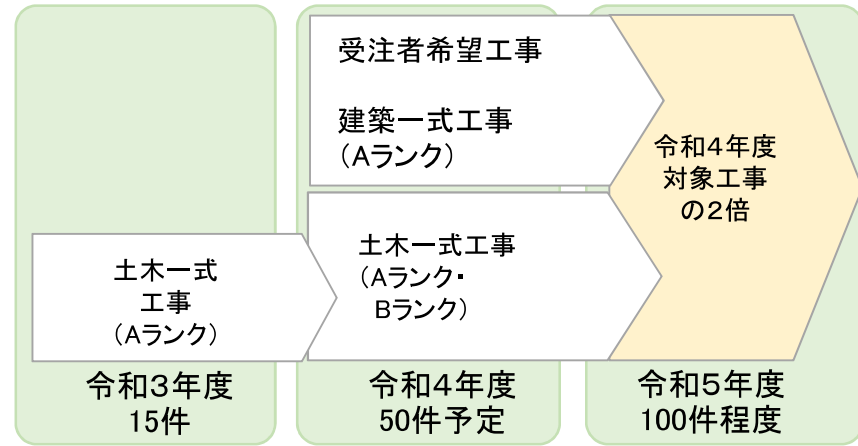 受注者希望工事
建築一式工事
（Aランク）
令和４年度
対象工事
の２倍
土木一式工事
（Aランク・
Bランク）
土木一式
工事
（Aランク）
令和３年度
15件
令和４年度
50件予定
令和５年度
100件程度